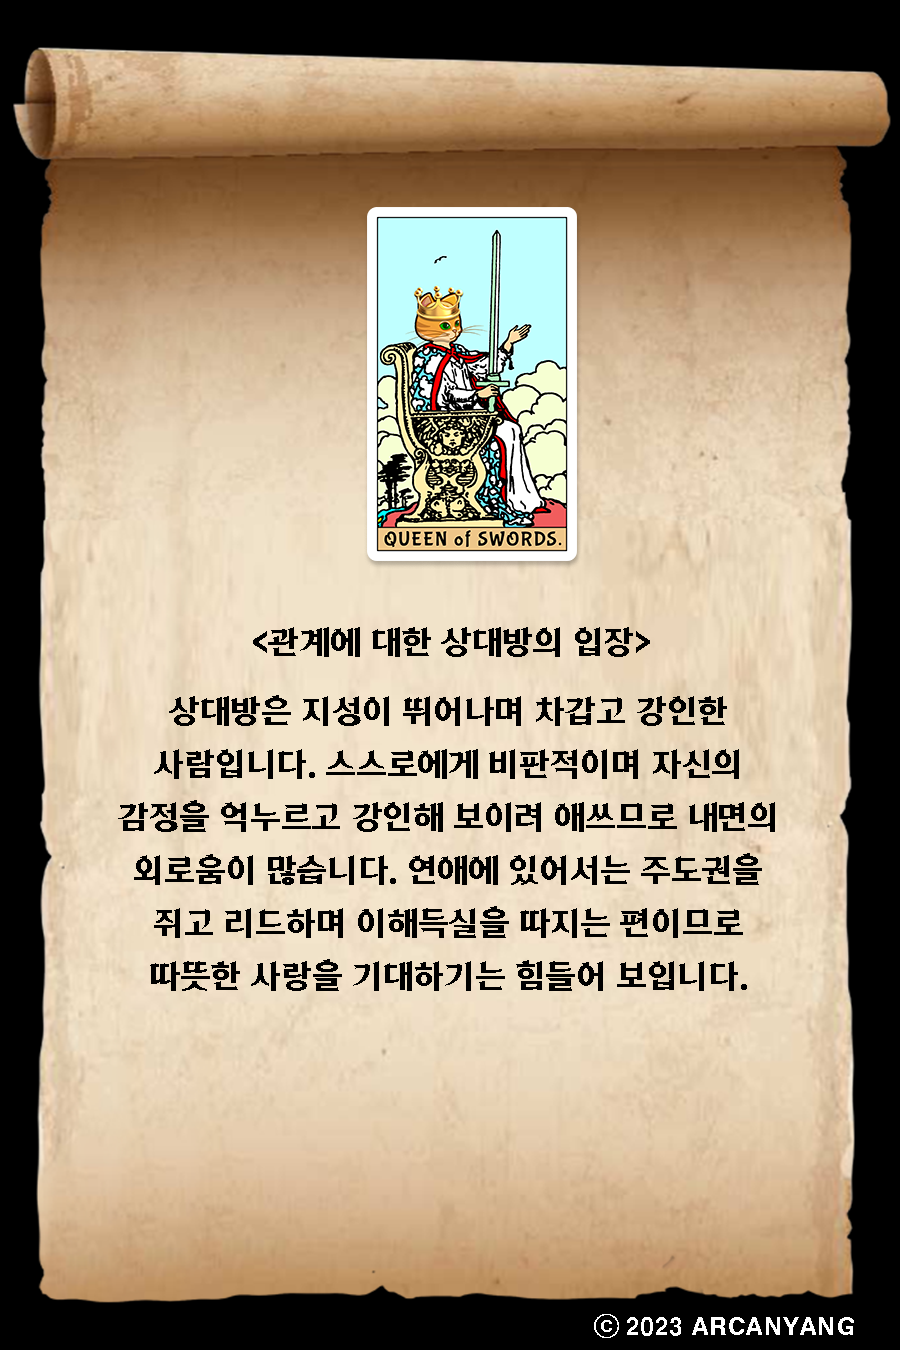 QUEEN of SWORDS.
<관계에 대한 상대방의 입장>
상대방은 지성이 뛰어나며 차갑고 강인한
사람입니다. 스스로에게 비판적이며 자신의
감정을 억누르고 강인해 보이려 애쓰므로 내면의
외로움이 많습니다. 연애에 있어서는 주도권을
쥐고 리드하며 이해득실을 따지는 편이므로
따뜻한 사랑을 기대하기는 힘들어 보입니다.
ⓒ 2023 ARCANYANG